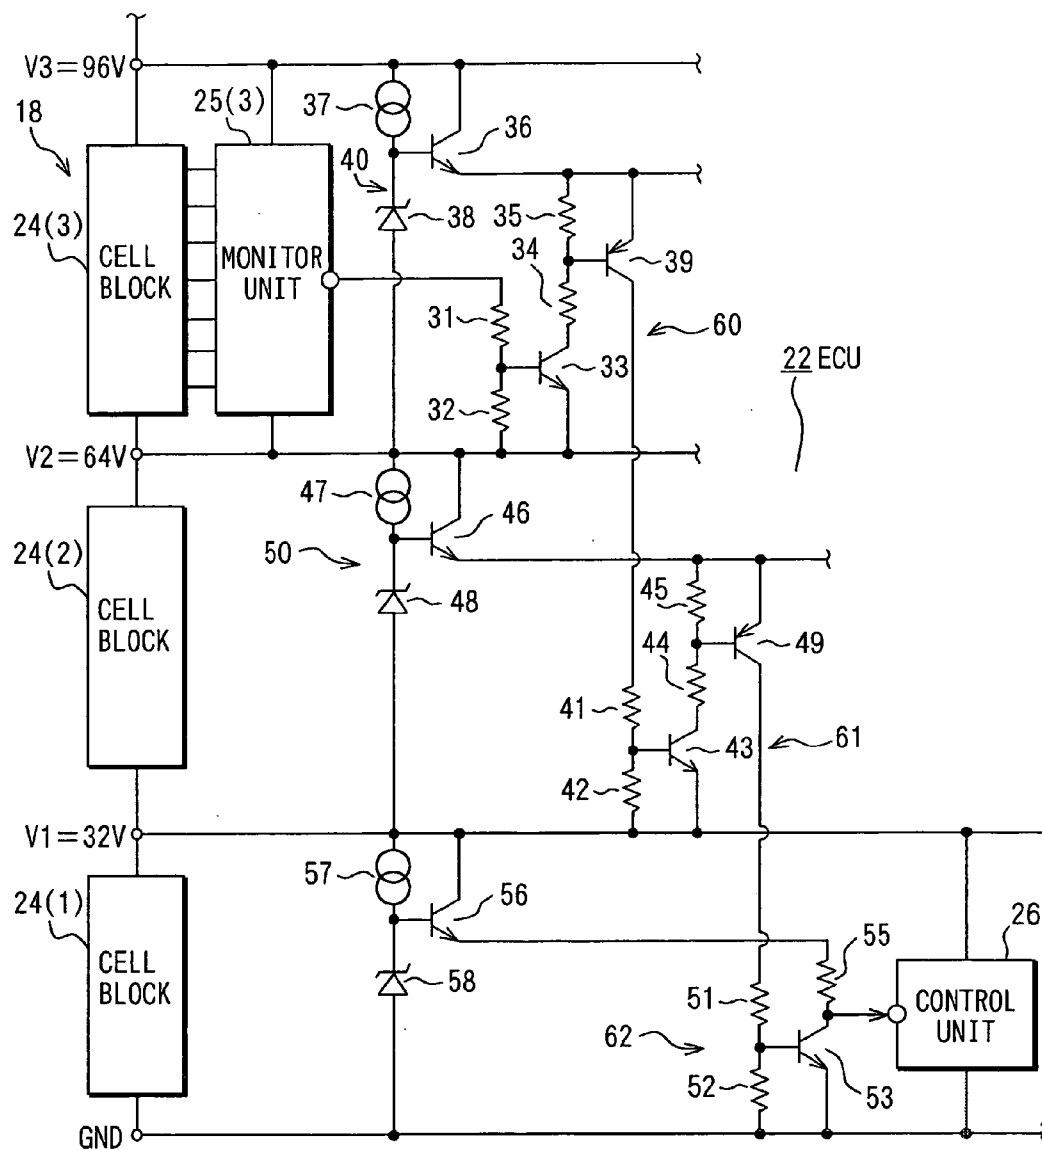 V3=96V
18
25(3)
37
36
40
24(3)
CELL
BLOCK
MONITOR
UNIT
38
35
34
39
31
33
60
32
22 ECU
V2=64V
47
46
24(2)
50
CELL
BLOCK
48
45
49
44
41
43
61
42
V1=32V
57
24(1)
56
55
26
CELL
BLOCK
58
51
CONTROL
UNIT
62
52
53
GND